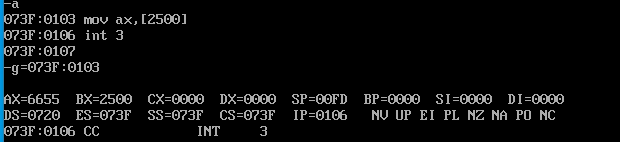 -a
073F:0103 mov ax,[2500]
073F:0106 int 3
073F:0107
-g=073F:0103
AX=6655 BX=2500 CX=0000 DX=0000 SP=00FD BP=0000 SI=0000 DI=0000
DS=0720 ES=073F SS=073F CS=073F IP=0106 NV UP EI PL NZ NA PO NC
073F:0106 CC INT 3